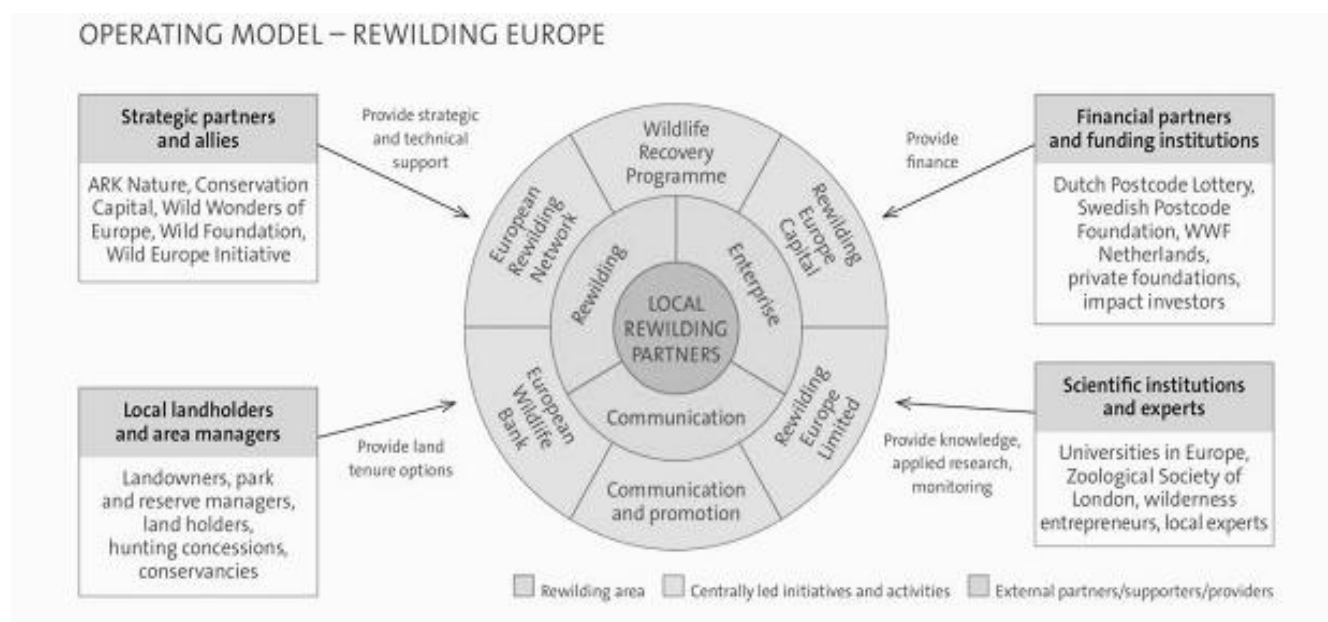 OPERATING MODEL – REWILDING EUROPE
Strategic partners
and allies
ARK Nature, Conservation
Capital, Wild Wonders of
Europe, Wild Foundation,
Wild Europe Initiative
Provide strategic
and technical
support
Wildlife
Recovery
Programme
European
Rewilding
Network
Rewilding
Europe
Capital
Rewilding
Enterprise
LOCAL
REWILDING
PARTNERS
Communication
European
Wildlife
Bank
Rewilding
Europe
Limited
Communication
and promotion
Provide
finance
Financial partners
and funding institutions
Dutch Postcode Lottery,
Swedish Postcode
Foundation, WWF
Netherlands,
private foundations,
impact investors
Local landholders
and area managers
Landowners, park
and reserve managers,
land holders,
hunting concessions,
conservancies
Provide land
tenure options
Provide knowledge,
applied research,
monitoring
Scientific institutions
and experts
Universities in Europe,
Zoological Society of
London, wilderness
entrepreneurs, local experts
Rewilding area
Centrally led initiatives and activities
External partners/supporters/providers